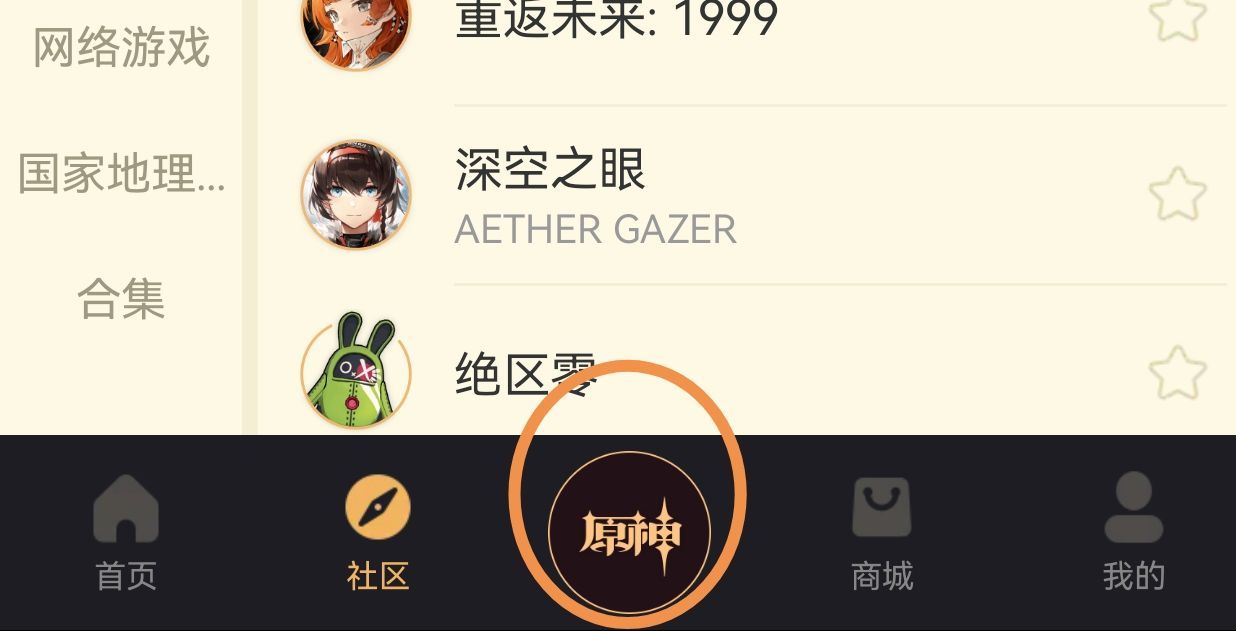 网络游戏
国家地理...
合集
重返未来: 1999
深空之眼
AETHER GAZER
绝区零
首页
社区
原神
商城
我的